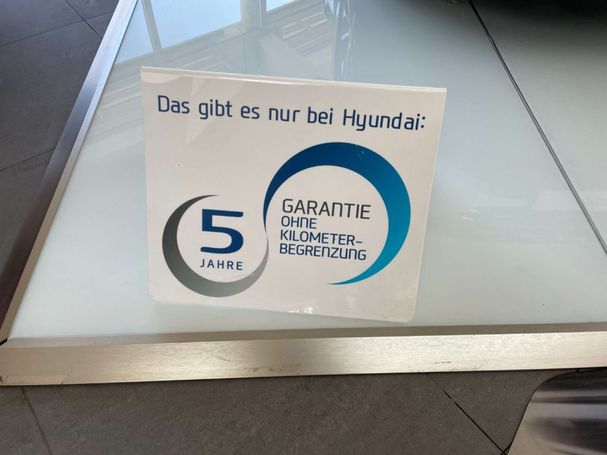 Das gibt es nur bei Hyundai:
5
JAHRE
GARANTIE
OHNE
KILOMETER-
BEGRENZUNG